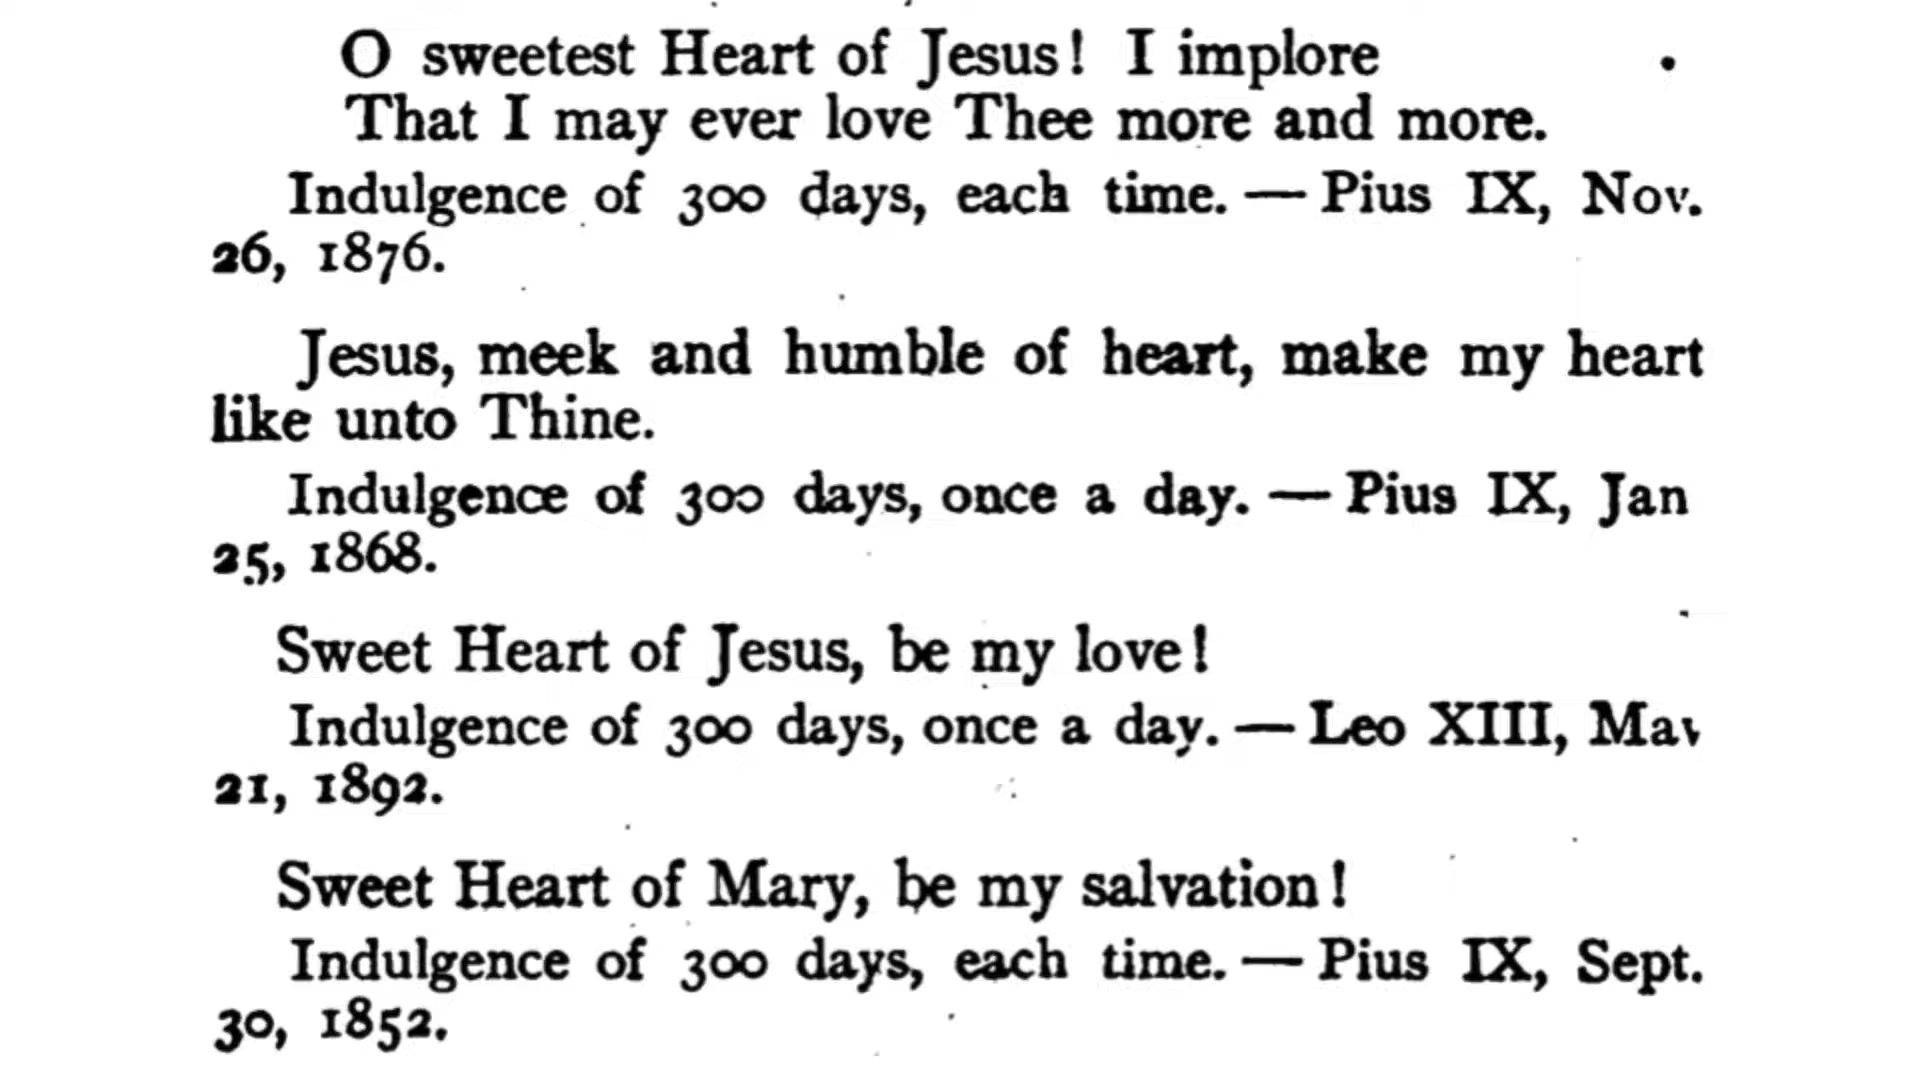 O sweetest Heart of Jesus! I implore
That I may ever love Thee more and more.
Indulgence of 300 days, each time. — Pius IX, Nov.
26, 1876.
Jesus, meek and humble of heart, make my heart
like unto Thine.
Indulgence of 300 days, once a day. — Pius IX, Jan
25, 1868.
Sweet Heart of Jesus, be my love!
Indulgence of 300 days, once a day. — Leo XIII, May
21, 1892.
Sweet Heart of Mary, be my salvation!
Indulgence of 300 days, each time. — Pius IX, Sept.
30, 1852.